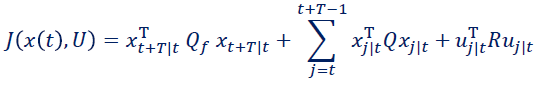 J(x(t), U) = x_{t+T|t}^T Q_f x_{t+T|t} + \sum_{j=t}^{t+T-1} x_{j|t}^T Q x_{j|t} + u_{j|t}^T R u_{j|t}